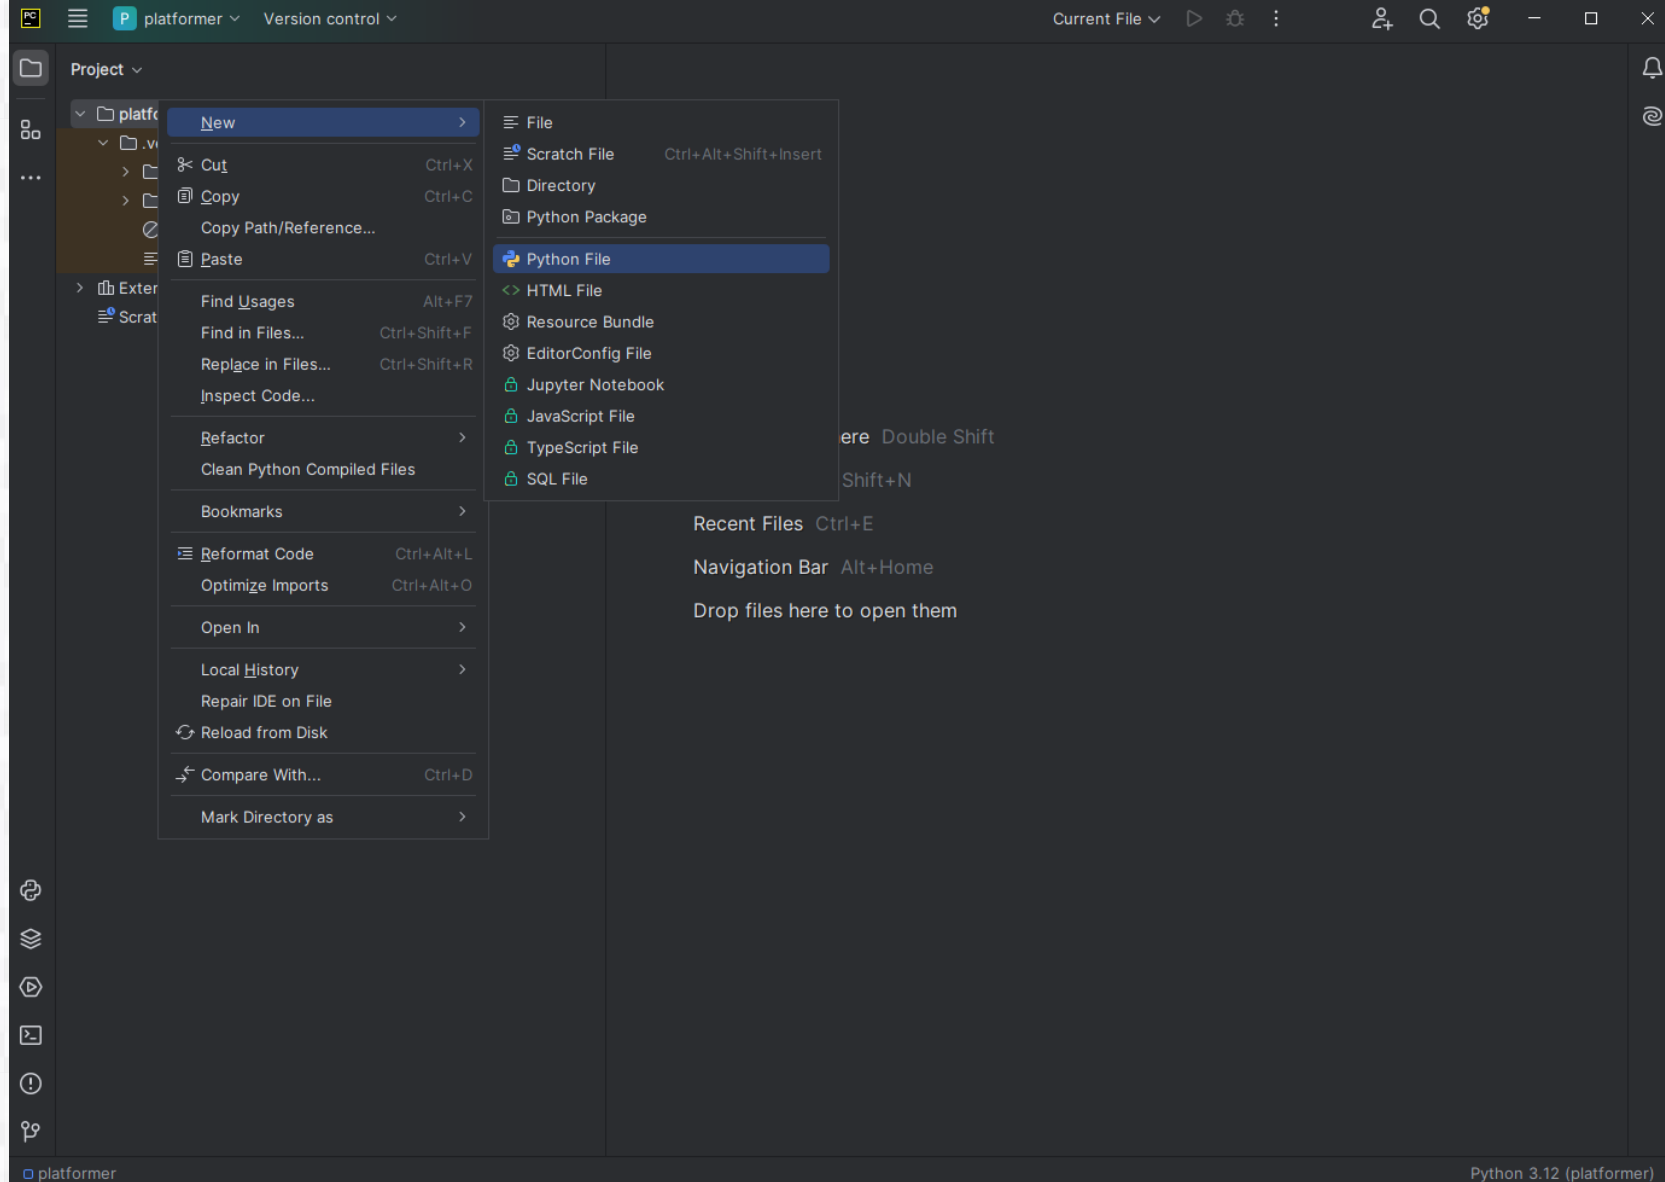 PC
P platformer Version control Current File
Project
platfo
New
Cut Ctrl+X
Copy Ctrl+C
Copy Path/Reference...
Paste Ctrl+V
Find Usages Alt+F7
Find in Files... Ctrl+Shift+F
Replace in Files... Ctrl+Shift+R
Inspect Code...
Refactor
Clean Python Compiled Files
Bookmarks
Reformat Code Ctrl+Alt+L
Optimize Imports Ctrl+Alt+O
Open In
Local History
Repair IDE on File
Reload from Disk
Compare With... Ctrl+D
Mark Directory as
.ve
Exter
Scrat
File
Scratch File Ctrl+Alt+Shift+Insert
Directory
Python Package
Python File
HTML File
Resource Bundle
EditorConfig File
Jupyter Notebook
JavaScript File
TypeScript File
SQL File
ere Double Shift
Shift+N
Recent Files Ctrl+E
Navigation Bar Alt+Home
Drop files here to open them
platformer Python 3.12 (platformer)